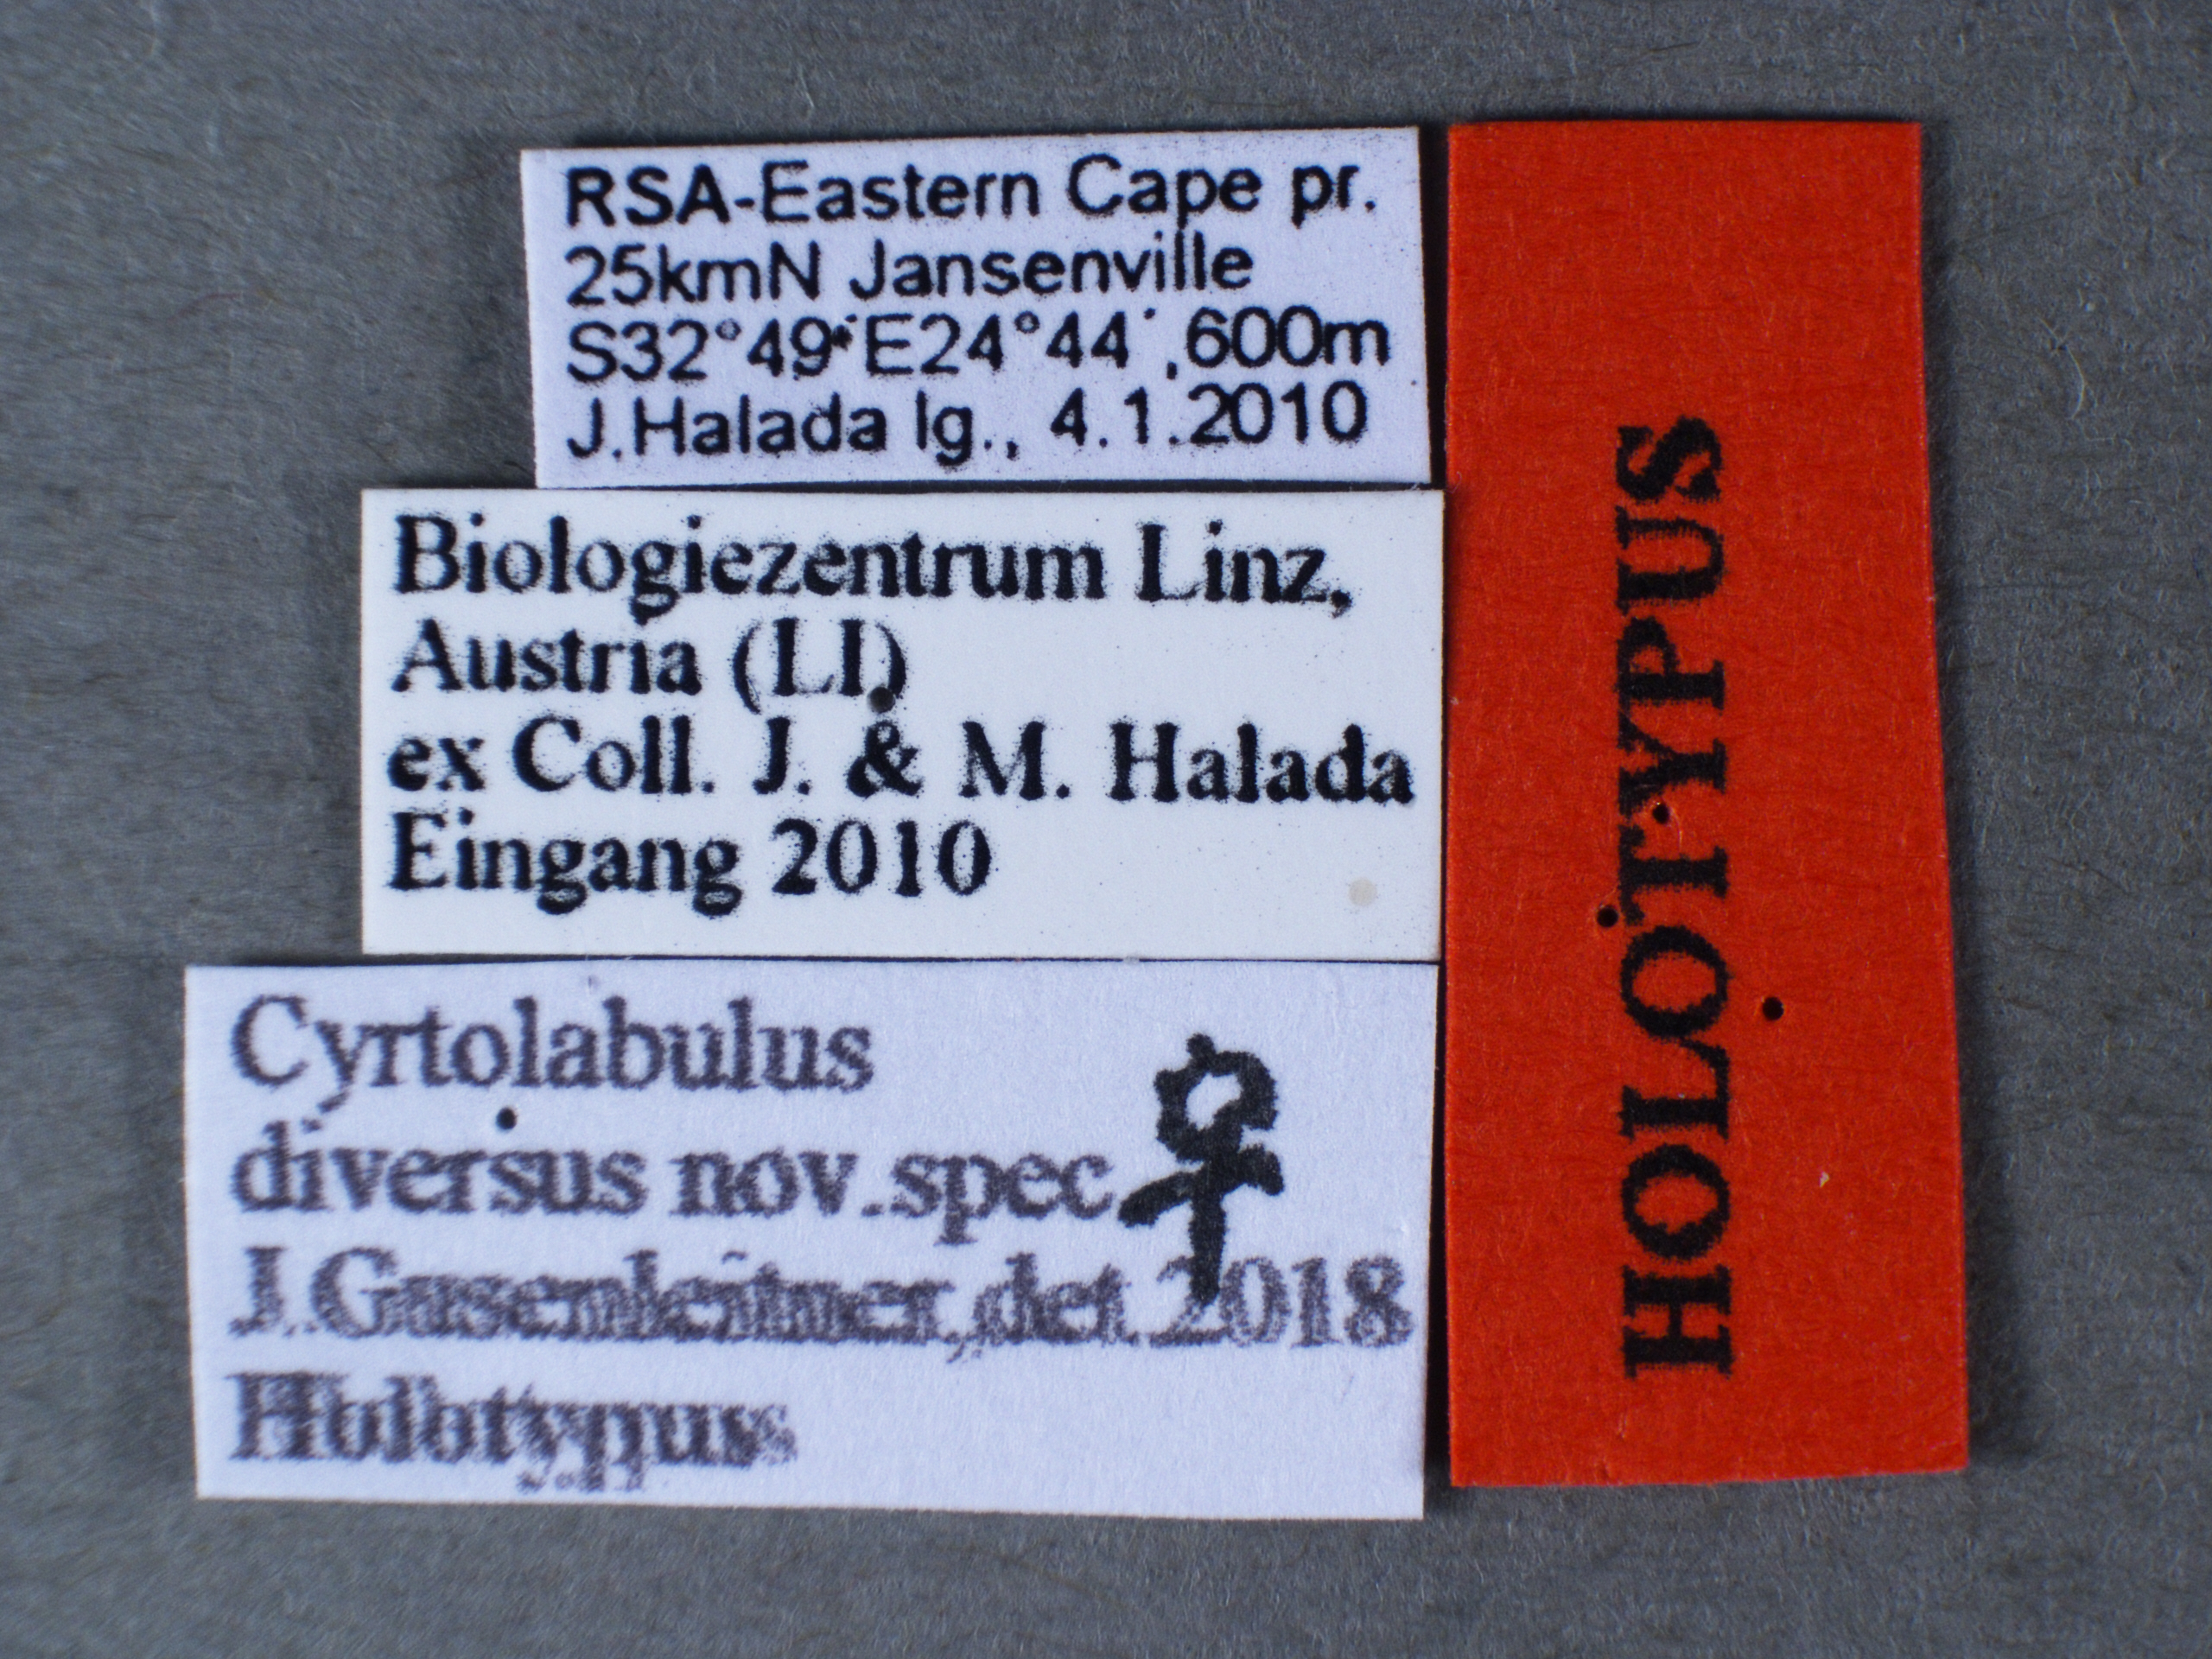 RSA-Eastern Cape pr.
25kmN Jansenville
S32°49´E24°44´,600m
J.Halada lg., 4.1.2010
Biologiezentrum Linz,
Austria (LI)
ex Coll. J. & M. Halada
Eingang 2010
Cyrtolabulus
diversus nov.spec. ♀
J.Gusenleitner, det. 2018
Holotypus
HOLOTYPUS